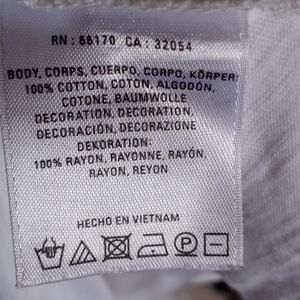 RN : 66170 CA : 32054
BODY, CORPS, CUERPO, CORPO, KÖRPER:
100% COTTON, COTON, ALGODÓN,
COTONE, BAUMWOLLE
DECORATION, DECORATION,
DECORACIÓN, DECORAZIONE
DEKORATION:
100% RAYON, RAYONNE, RAYÓN,
RAYON, REYON
HECHO EN VIETNAM
P